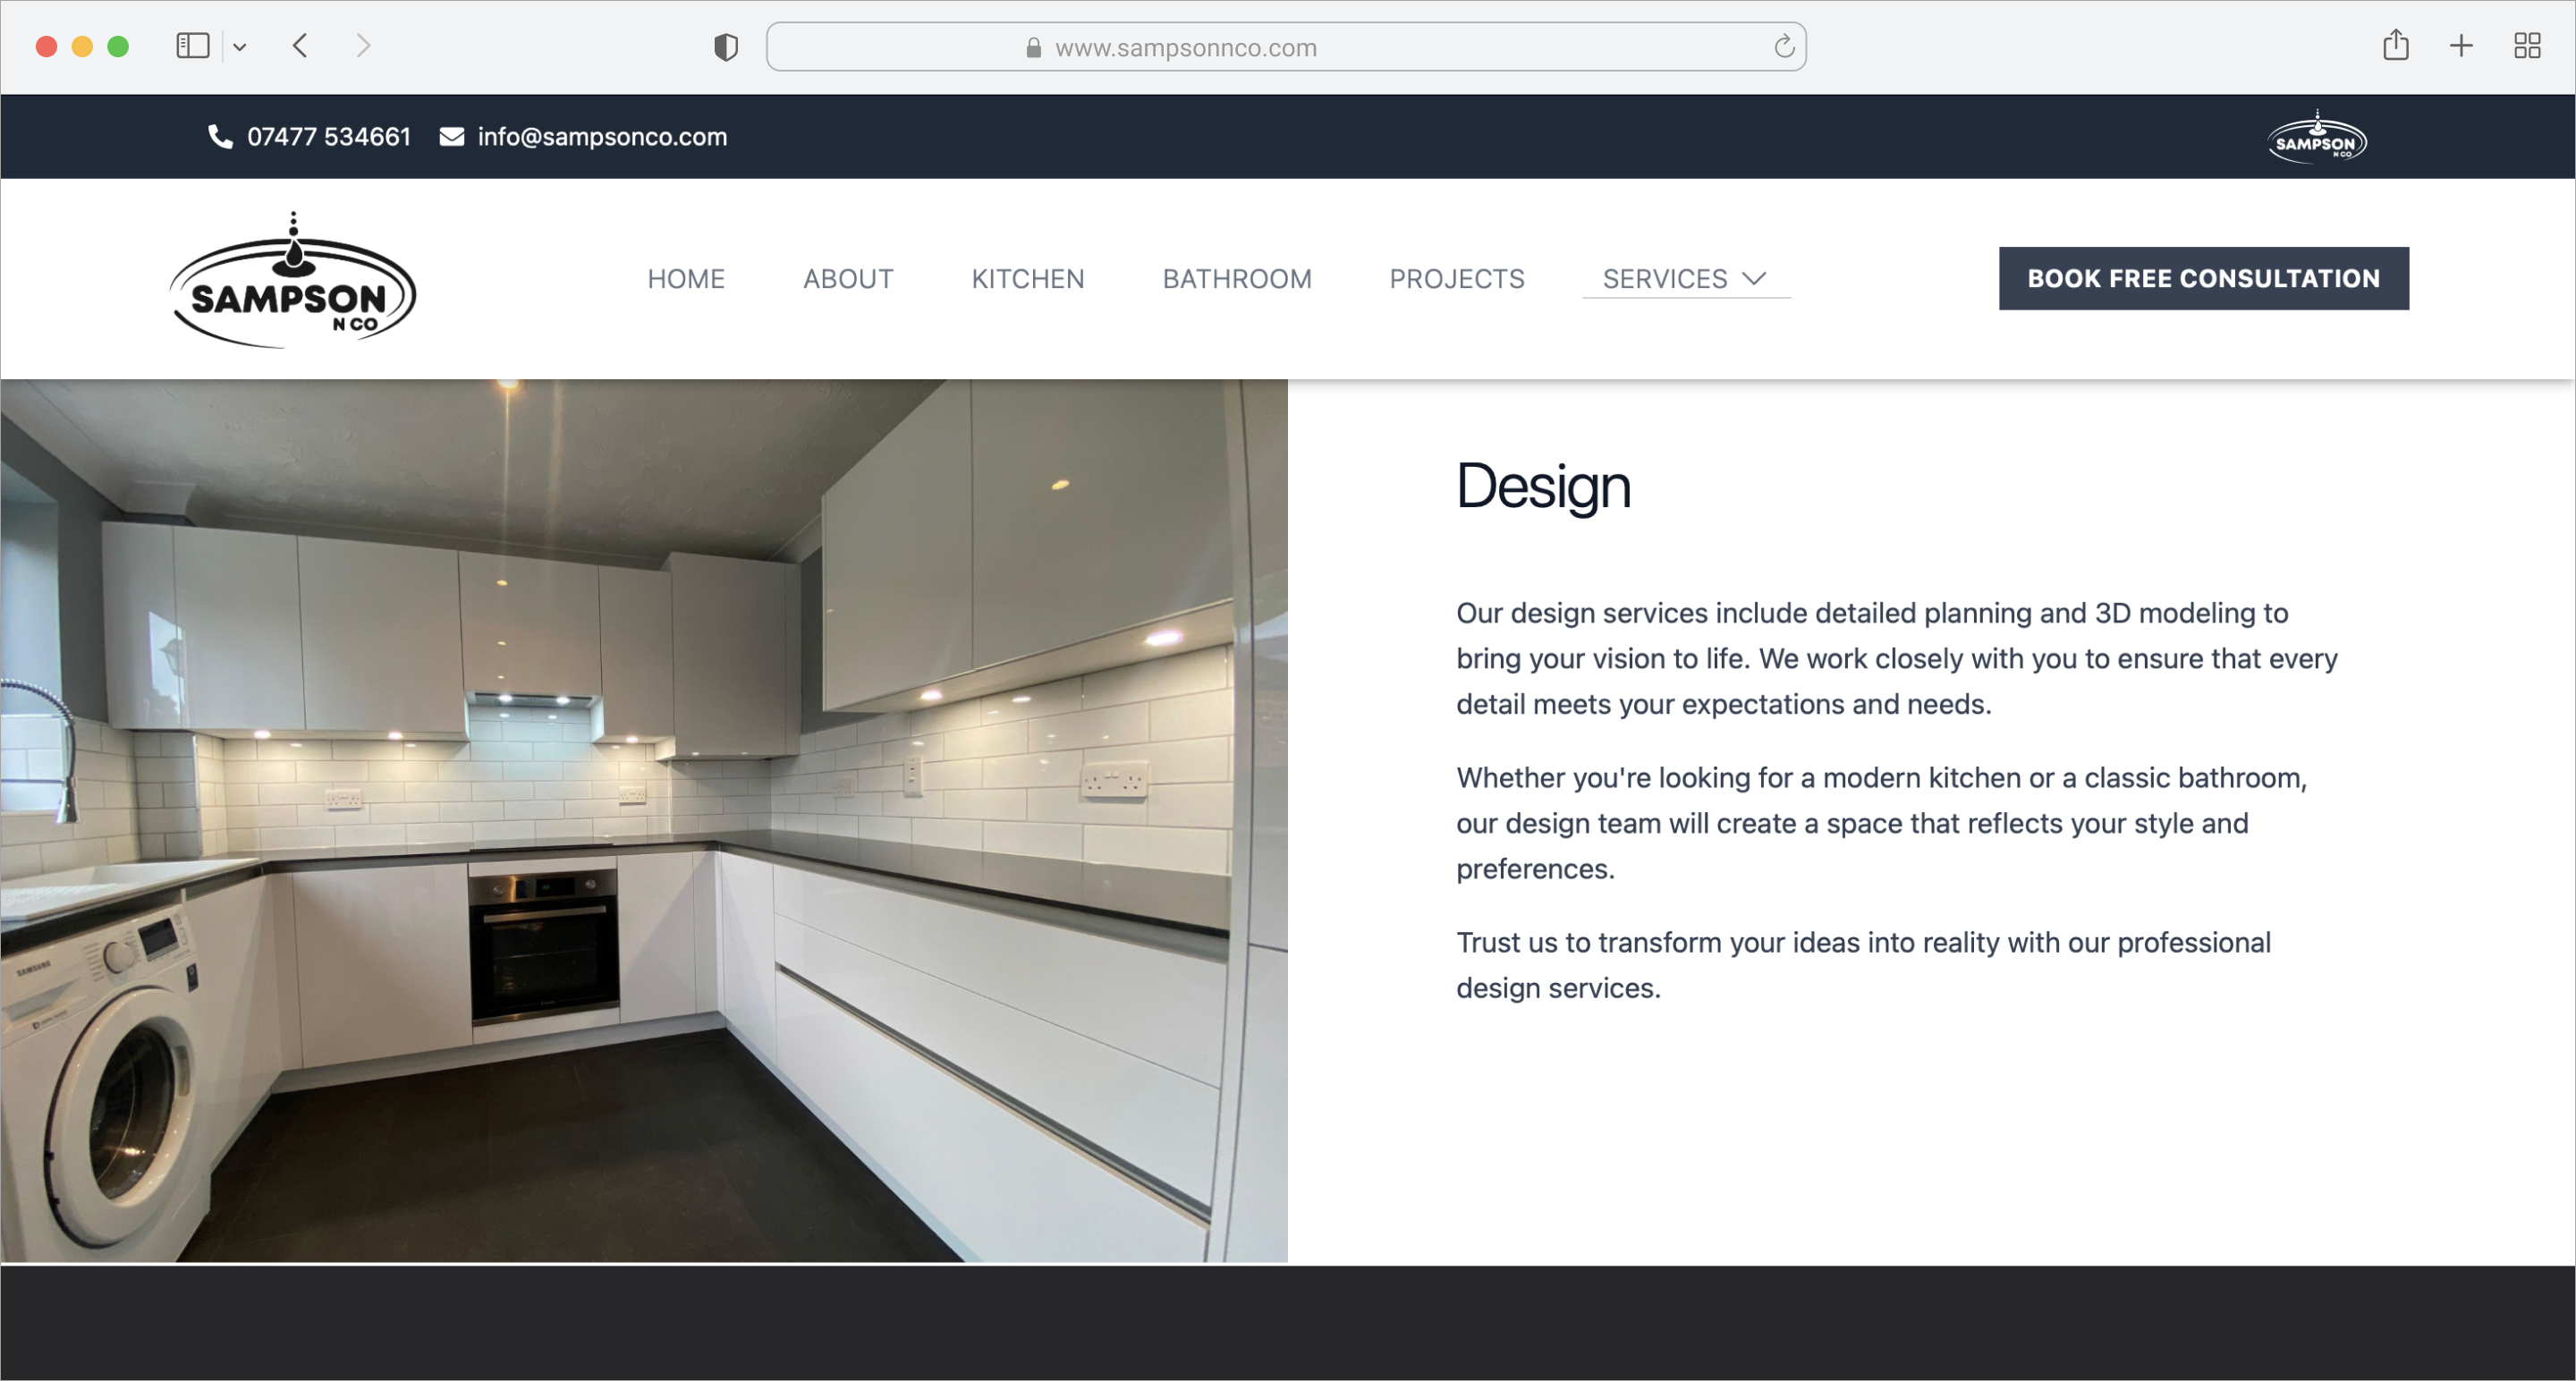 www.sampsonnco.com
07477 534661 info@sampsonco.com
SAMPSON
N CO
SAMPSON
N CO
HOME ABOUT KITCHEN BATHROOM PROJECTS SERVICES
BOOK FREE CONSULTATION
Design
Our design services include detailed planning and 3D modeling to
bring your vision to life. We work closely with you to ensure that every
detail meets your expectations and needs.
Whether you're looking for a modern kitchen or a classic bathroom,
our design team will create a space that reflects your style and
preferences.
Trust us to transform your ideas into reality with our professional
design services.
SAMSUNG